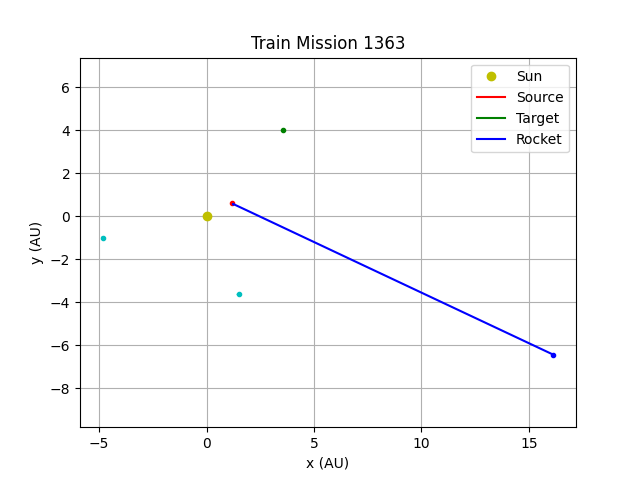 Train Mission 1363
Sun
Source
Target
Rocket
y (AU)
6
4
2
0
−2
−4
−6
−8
−5
0
5
10
15
x (AU)